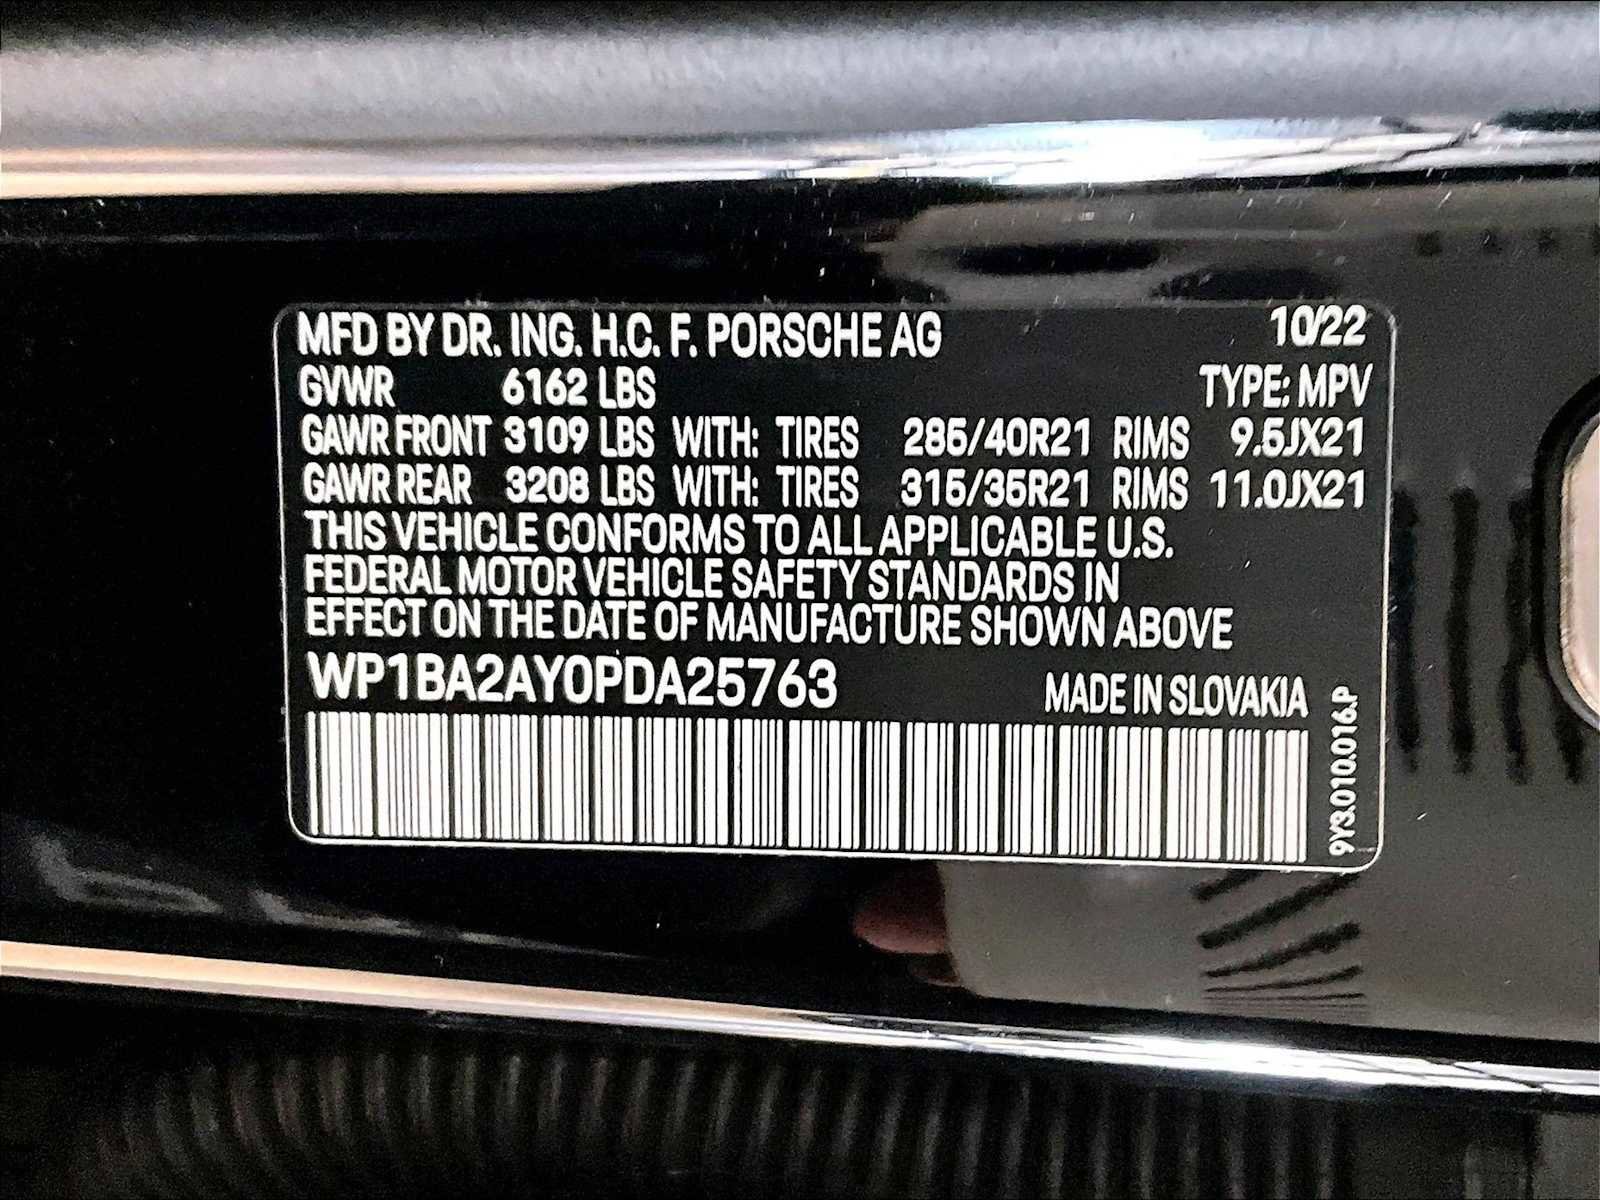 MFD BY DR. ING. H.C. F. PORSCHE AG 10/22
GVWR 6162 LBS TYPE: MPV
GAWR FRONT 3109 LBS WITH: TIRES 285/40R21 RIMS 9.5JX21
GAWR REAR 3208 LBS WITH: TIRES 315/35R21 RIMS 11.0JX21
THIS VEHICLE CONFORMS TO ALL APPLICABLE U.S.
FEDERAL MOTOR VEHICLE SAFETY STANDARDS IN
EFFECT ON THE DATE OF MANUFACTURE SHOWN ABOVE
WP1BA2AY0PDA25763 MADE IN SLOVAKIA
9Y3.010.016.P